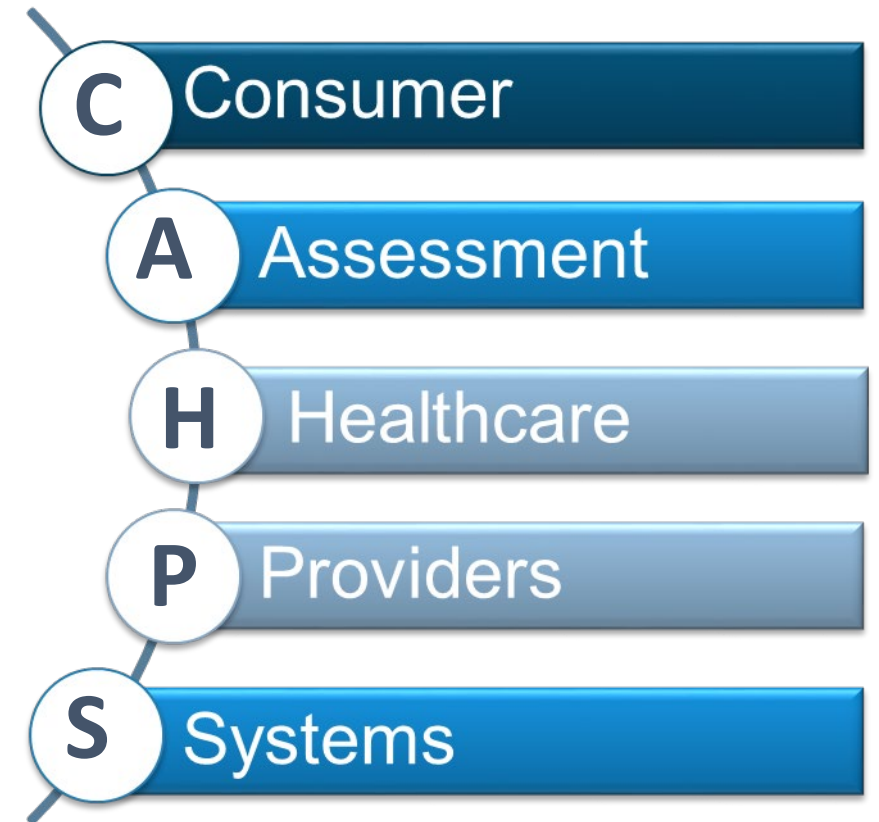 C Consumer
A Assessment
H Healthcare
P Providers
S Systems